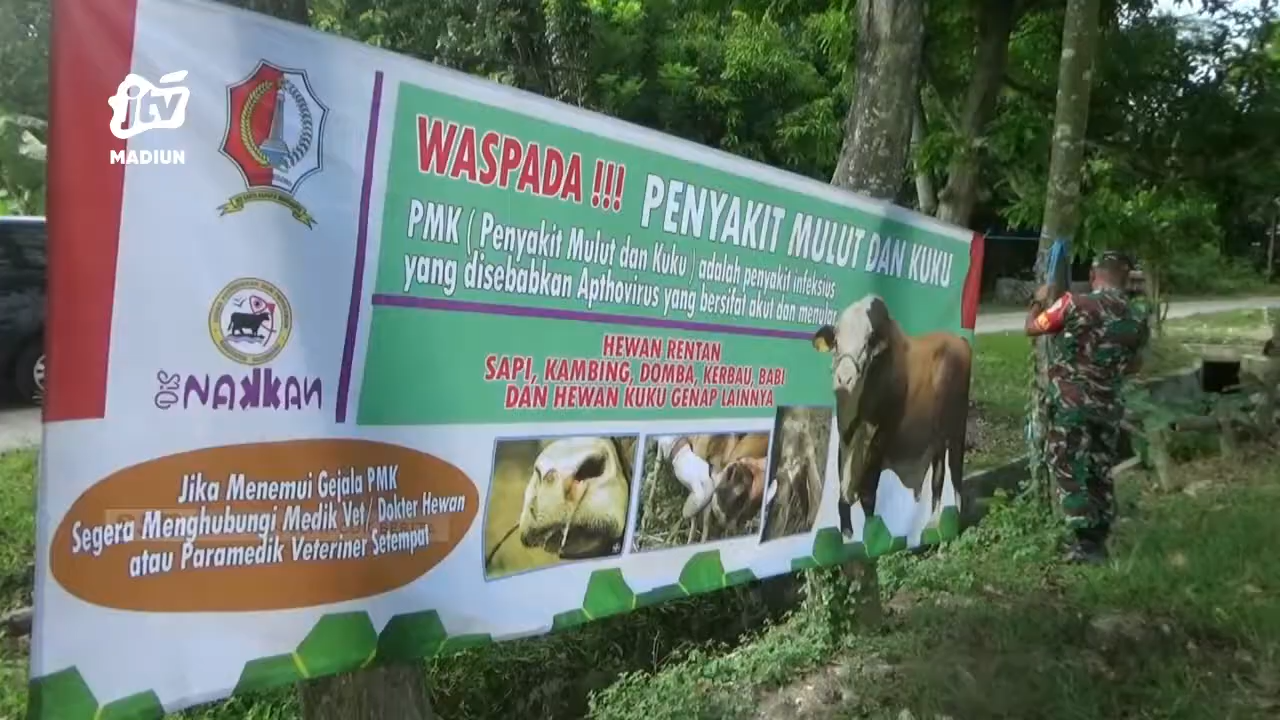 jtv
MADIUN
WASPADA !!! PENYAKIT MULUT DAN KUKU
PMK ( Penyakit Mulut dan Kuku ) adalah penyakit infeksius
yang disebabkan Apthovirus yang bersifat akut dan menular
HEWAN RENTAN
SAPI, KAMBING, DOMBA, KERBAU, BABI
DAN HEWAN KUKU GENAP LAINNYA
Dis NAKKAN
Jika Menemui Gejala PMK
Segera Menghubungi Medik Vet / Dokter Hewan
atau Paramedik Veteriner Setempat